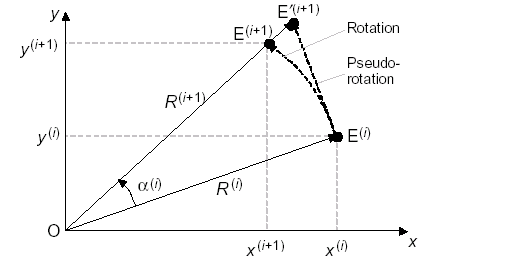 y
E′(i+1)
E(i+1)
Rotation
y(i+1)
Pseudo-
rotation
R(i+1)
y(i)
E(i)
α(i)
R(i)
O
x
x(i+1)
x(i)